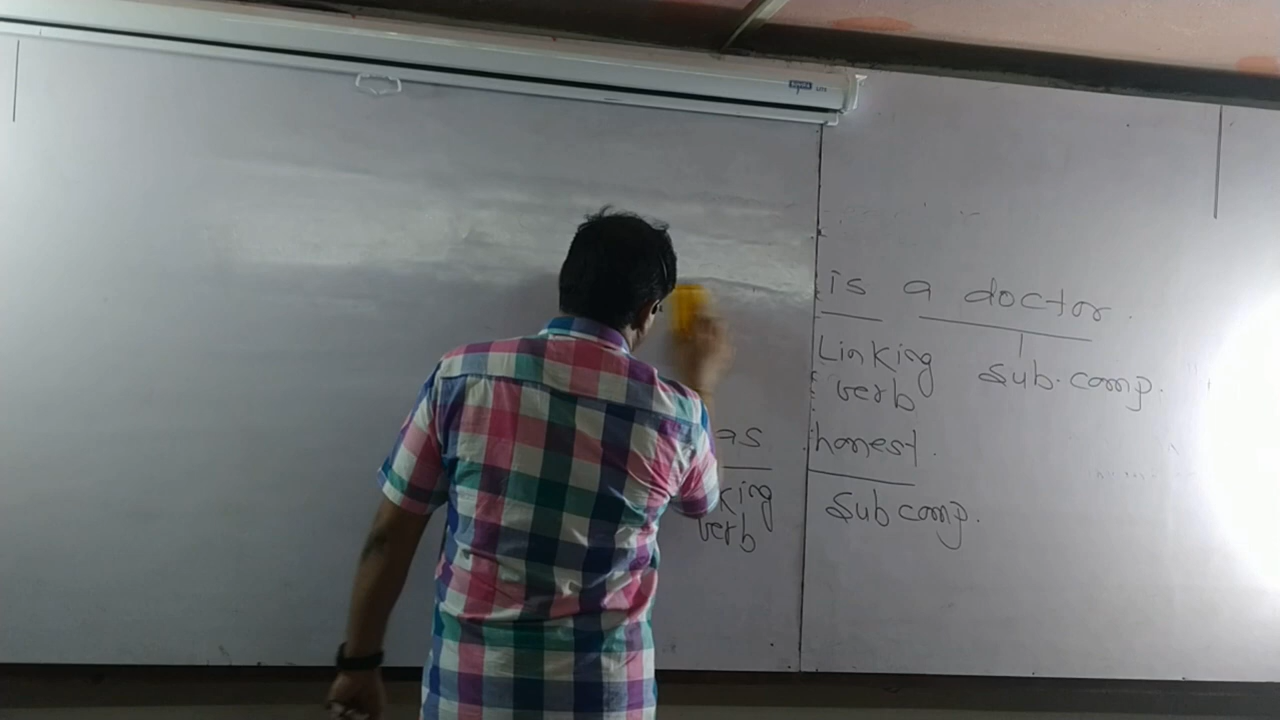 is a doctor.
Linking sub. comp.
verb
as honest.
king sub comp.
verb